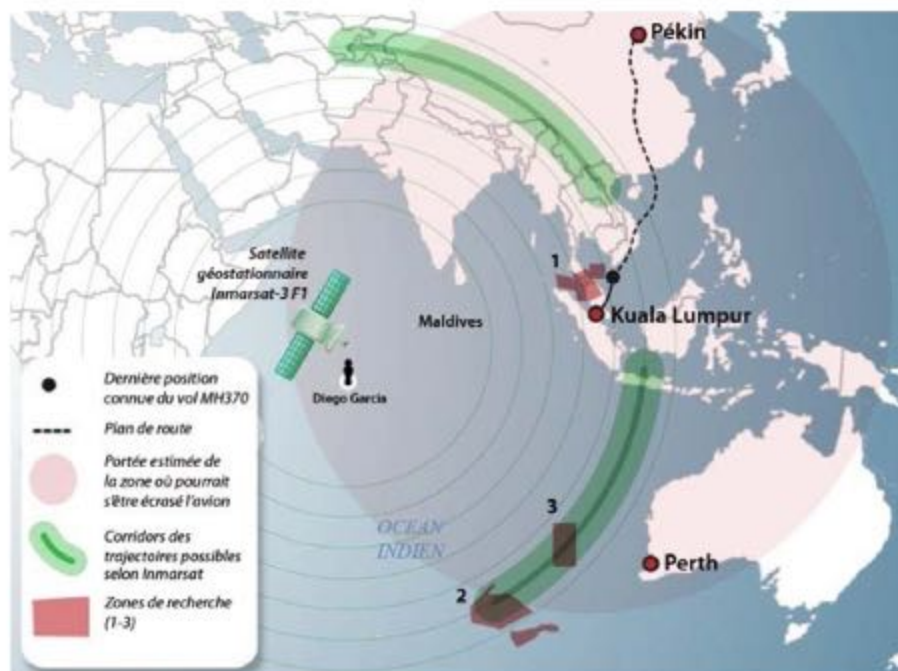 Pékin
Satellite
géostationnaire
Inmarsat-3 F1
1
Maldives
Kuala Lumpur
Diego Garcia
Dernière position
connue du vol MH370
Plan de route
Portée estimée de
la zone où pourrait
s'être écrasé l'avion
Corridors des
trajectoires possibles
selon Inmarsat
Zones de recherche
(1-3)
OCEAN
INDIEN
3
Perth
2